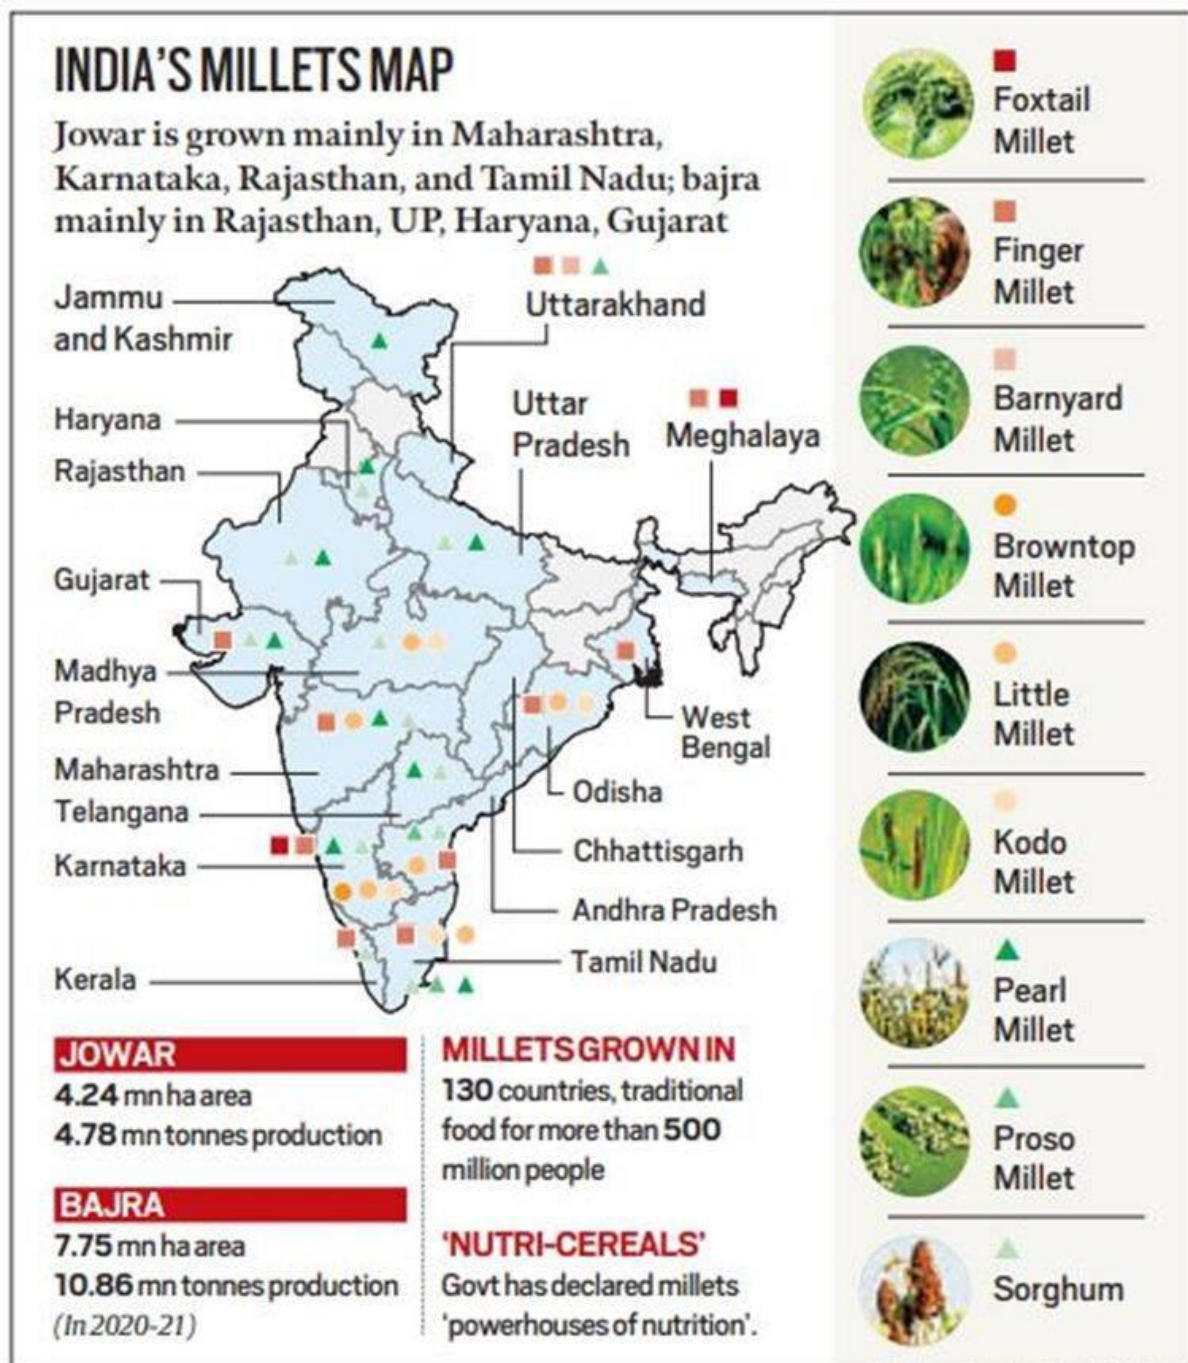 INDIA'S MILLETS MAP
Jowar is grown mainly in Maharashtra,
Karnataka, Rajasthan, and Tamil Nadu; bajra
mainly in Rajasthan, UP, Haryana, Gujarat
Jammu
and Kashmir
Haryana
Rajasthan
Gujarat
Madhya
Pradesh
Maharashtra
Telangana
Karnataka
Kerala
Uttarakhand
Uttar
Pradesh
Meghalaya
West
Bengal
Odisha
Chhattisgarh
Andhra Pradesh
Tamil Nadu
JOWAR
4.24 mn ha area
4.78 mn tonnes production
BAJRA
7.75 mn ha area
10.86 mn tonnes production
(In 2020-21)
MILLETS GROWN IN
130 countries, traditional
food for more than 500
million people
'NUTRI-CEREALS'
Govt has declared millets
'powerhouses of nutrition'.
Foxtail
Millet
Finger
Millet
Barnyard
Millet
Browntop
Millet
Little
Millet
Kodo
Millet
Pearl
Millet
Proso
Millet
Sorghum